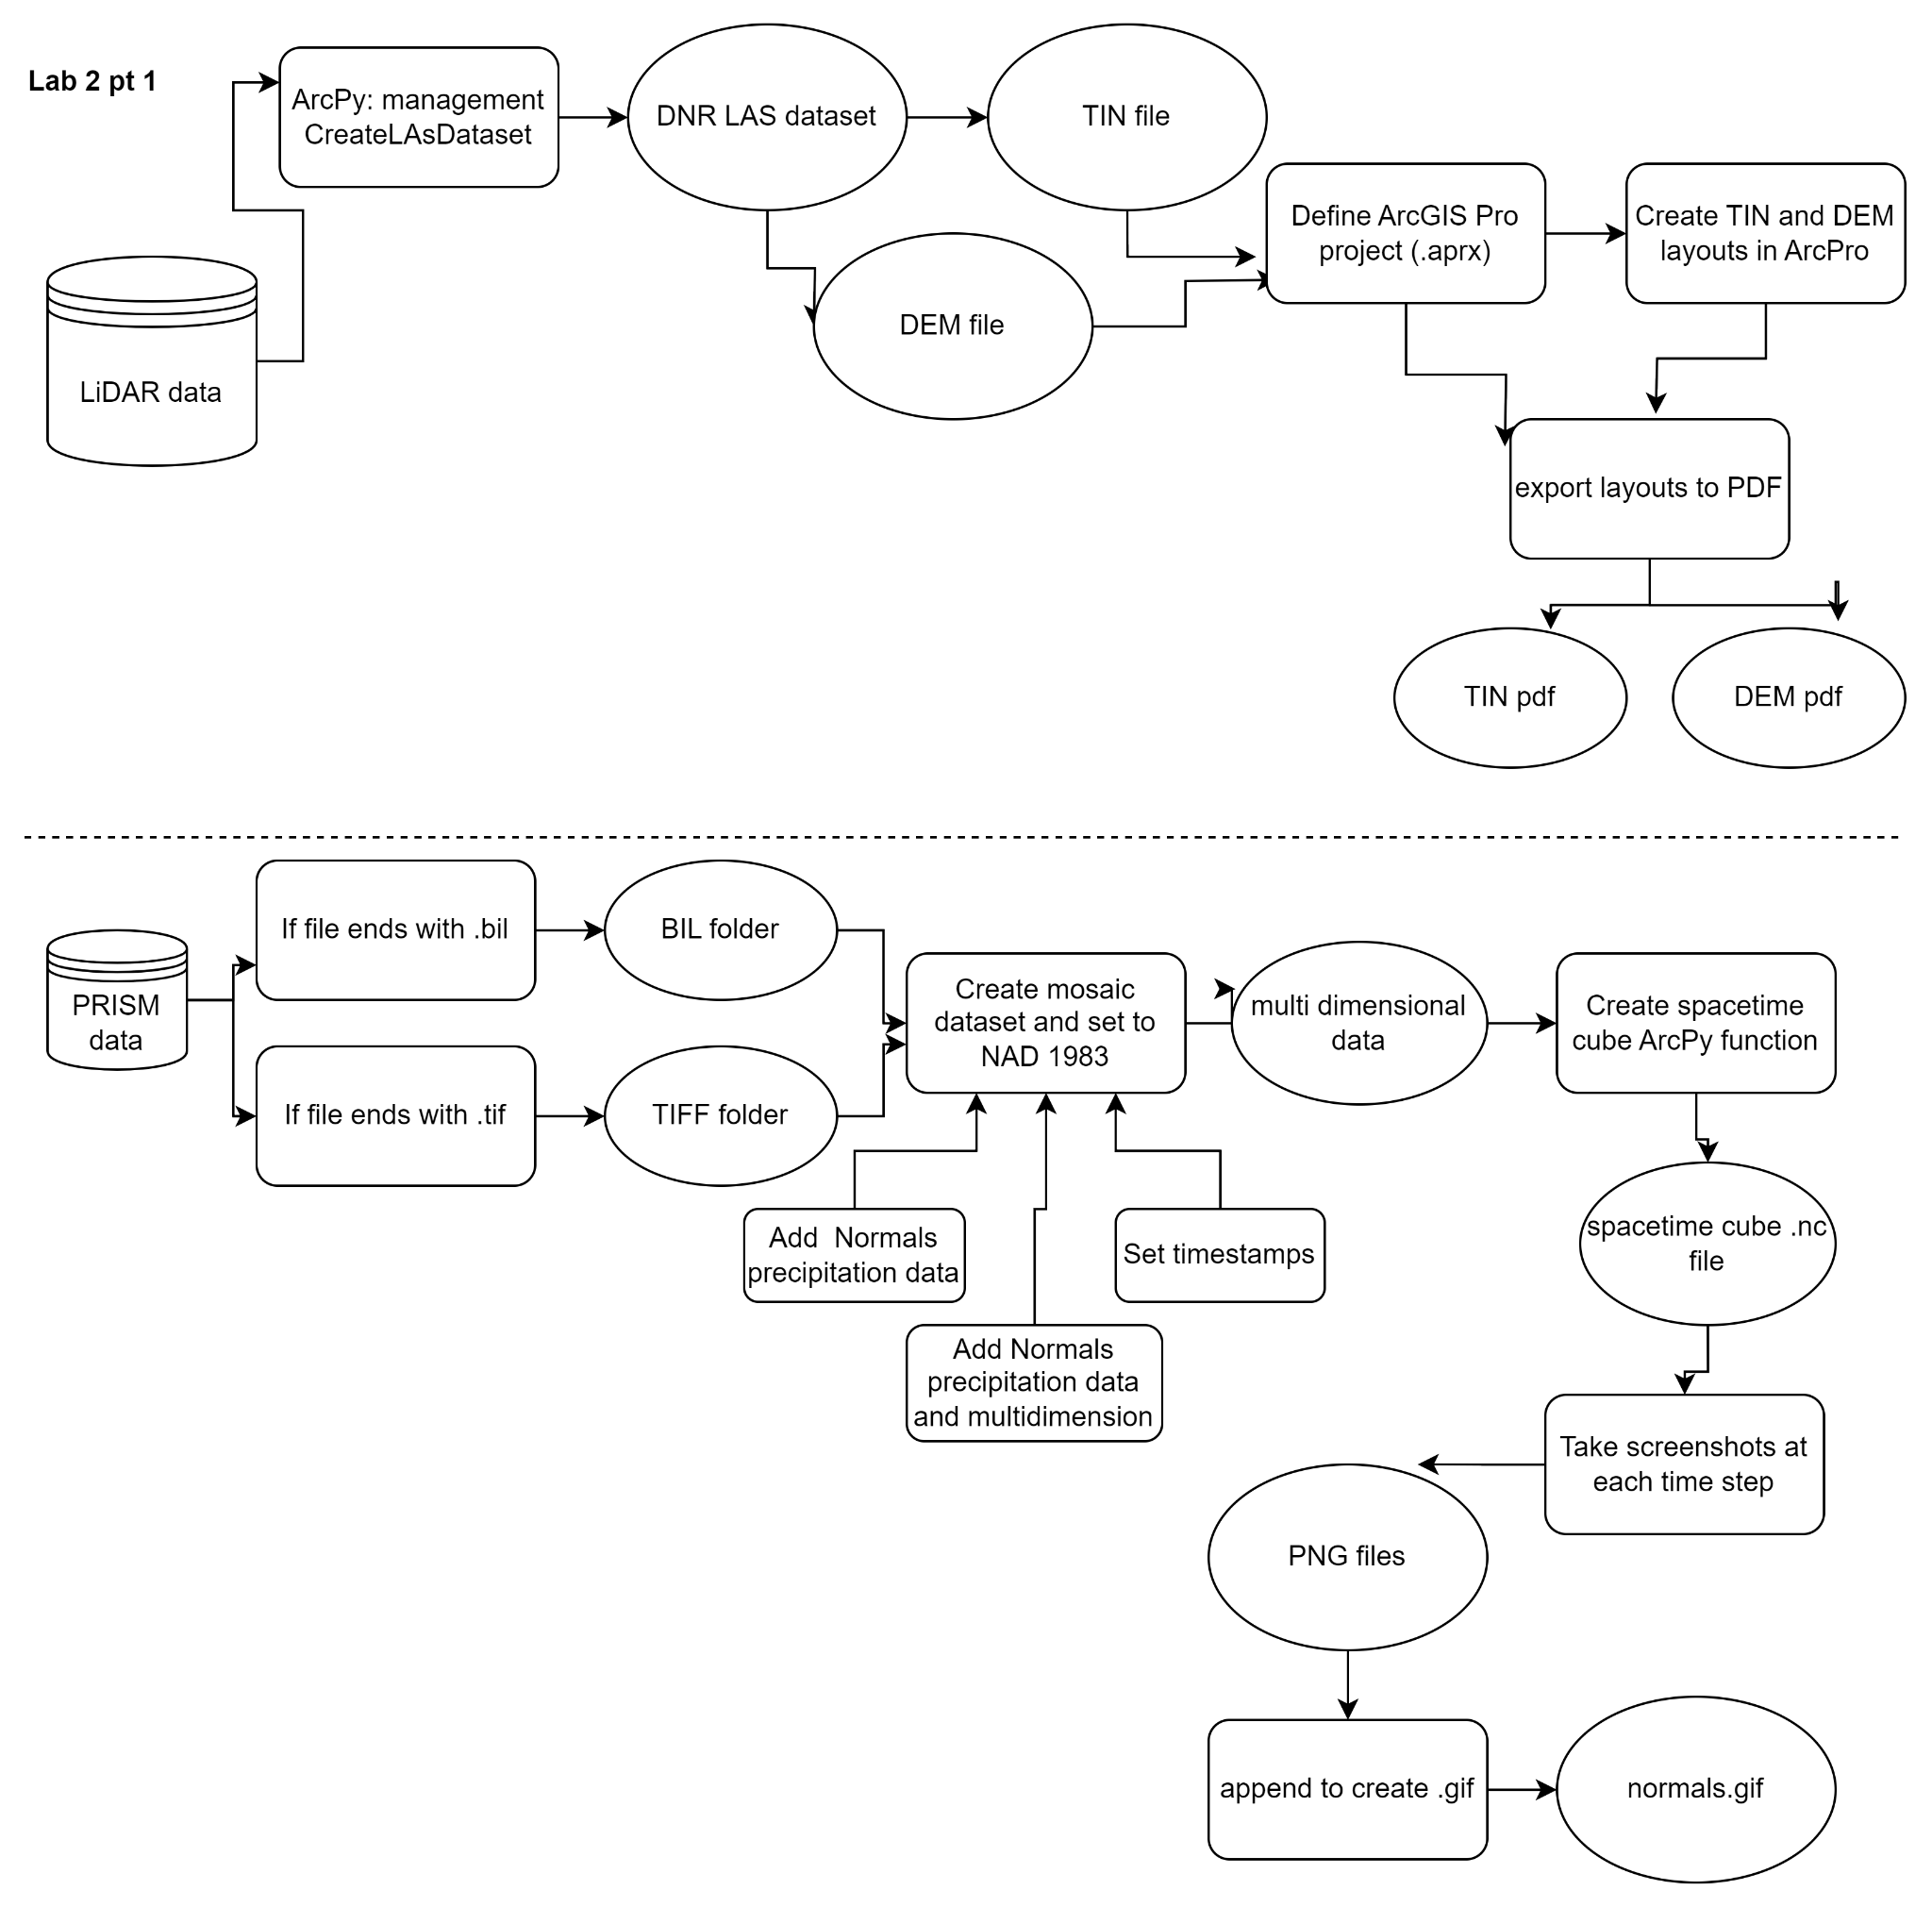 Lab 2 pt 1
ArcPy: management
CreateLAsDataset
DNR LAS dataset
TIN file
Define ArcGIS Pro
project (.aprx)
Create TIN and DEM
layouts in ArcPro
LiDAR data
DEM file
export layouts to PDF
TIN pdf
DEM pdf
PRISM
data
If file ends with .bil
BIL folder
If file ends with .tif
TIFF folder
Create mosaic
dataset and set to
NAD 1983
multi dimensional
data
Create spacetime
cube ArcPy function
Add  Normals
precipitation data
Add Normals
precipitation data
and multidimension
Set timestamps
spacetime cube .nc
file
Take screenshots at
each time step
PNG files
append to create .gif
normals.gif